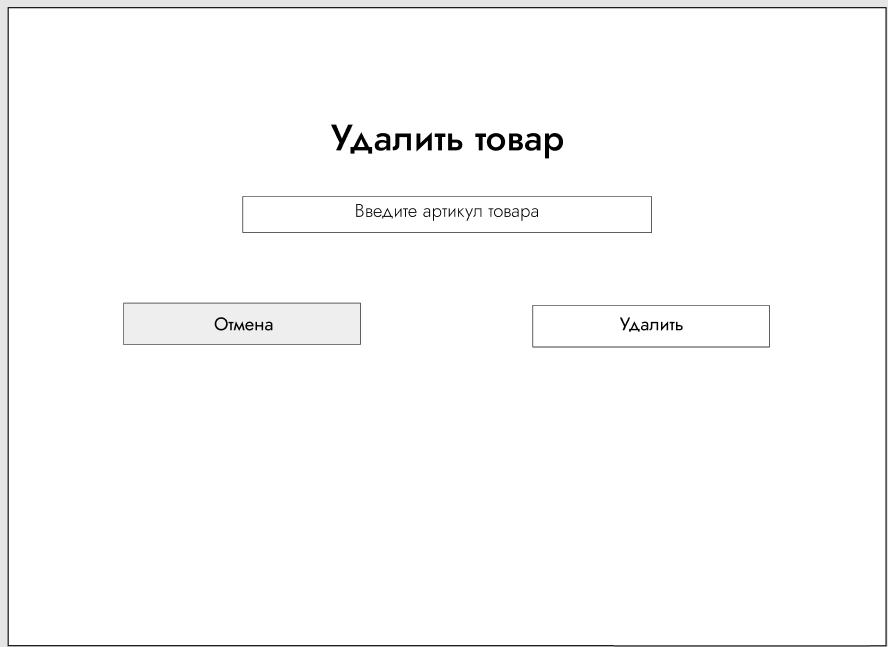 Удалить товар
Введите артикул товара
Отмена
Удалить